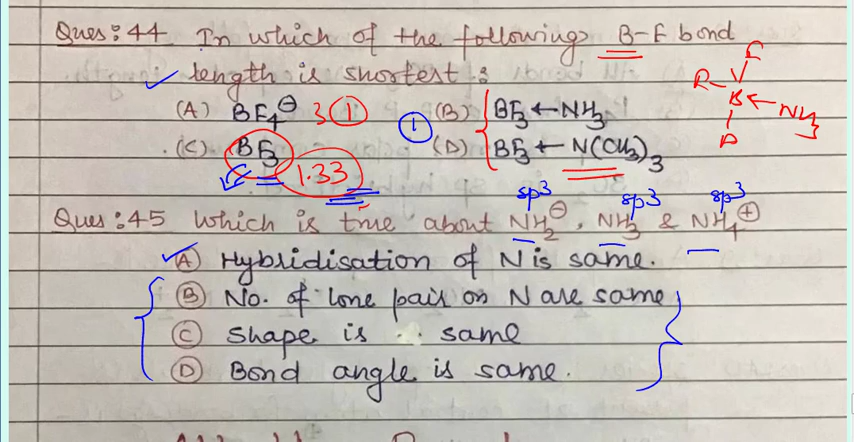 Ques:44 In which of the following B-F bond
length is shortest:
(A) BF₄⊖ 3 ① (B) BF₃←NH₃
(C) BF₃ 1.33 ① (D) BF₃←N(CH₃)₃
F
B←NH₃
sp3 sp3 sp3
Ques:45 which is true about NH₂⊖, NH₃ & NH₄⊕
Ⓐ Hybridisation of N is same.
Ⓑ No. of lone pair on N are same
Ⓒ shape is same
Ⓓ Bond angle is same.